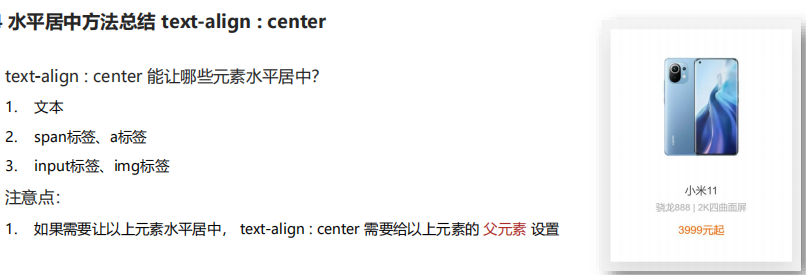 水平居中方法总结 text-align : center
text-align : center 能让哪些元素水平居中?
1. 文本
2. span标签、a标签
3. input标签、img标签
注意点:
1. 如果需要让以上元素水平居中， text-align : center 需要给以上元素的 父元素 设置
小米11
骁龙888 | 2K四曲面屏
3999元起